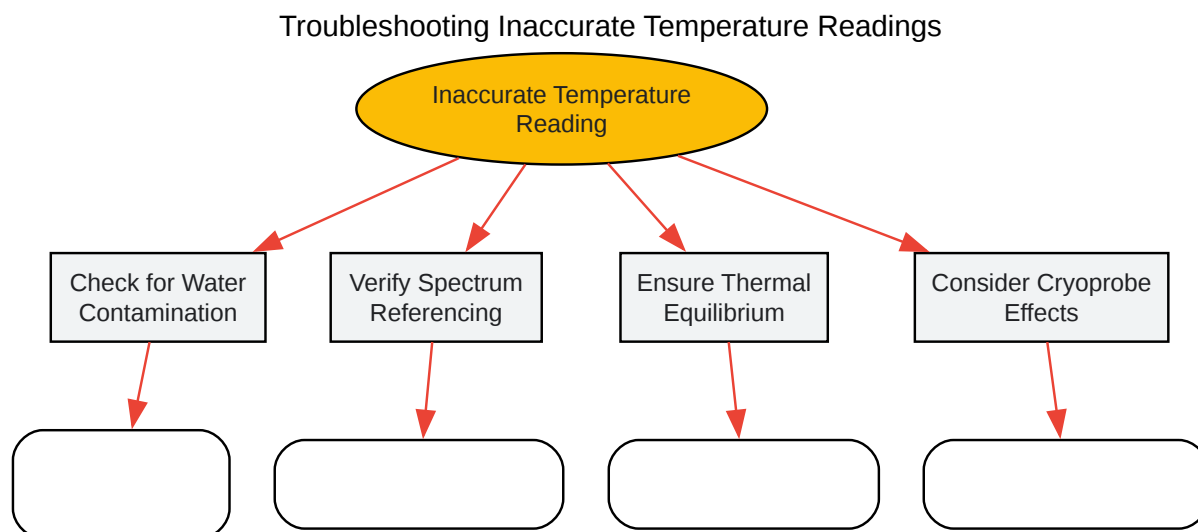 Troubleshooting Inaccurate Temperature Readings
Inaccurate Temperature
Reading
Check for Water
Contamination
Verify Spectrum
Referencing
Ensure Thermal
Equilibrium
Consider Cryoprobe
Effects